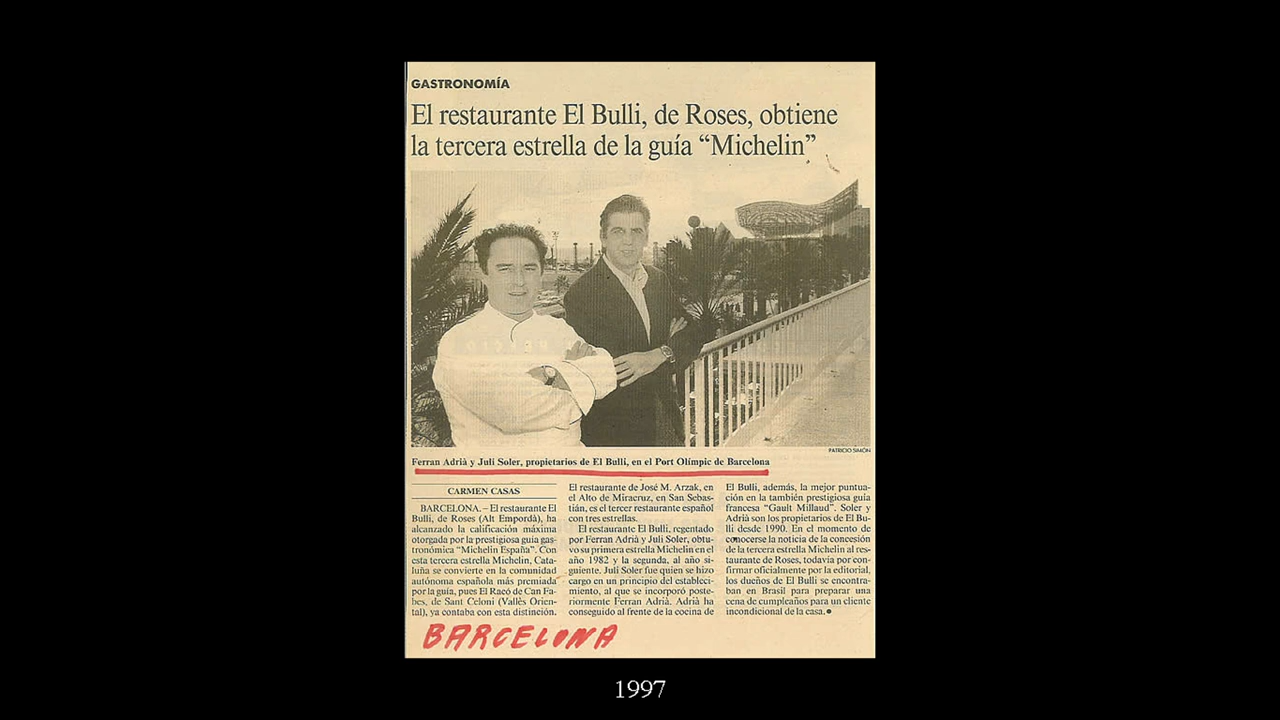 GASTRONOMÍA
El restaurante El Bulli, de Roses, obtiene
la tercera estrella de la guía “Michelin”
PATRICIO SIMÓN
Ferran Adrià y Juli Soler, propietarios de El Bulli, en el Port Olímpic de Barcelona
CARMEN CASAS
BARCELONA. – El restaurante El
Bulli, de Roses (Alt Empordà), ha
alcanzado la calificación máxima
otorgada por la prestigiosa guía gas-
tronómica “Michelin España”. Con
esta tercera estrella Michelin, Cata-
luña se convierte en la comunidad
autónoma española más premiada
por la guía, pues El Racó de Can Fa-
bes, de Sant Celoni (Vallès Orien-
tal), ya contaba con esta distinción.
El restaurante de José M. Arzak, en
el Alto de Miracruz, en San Sebas-
tián, es el tercer restaurante español
con tres estrellas.
El restaurante El Bulli, regentado
por Ferran Adrià y Juli Soler, obtu-
vo su primera estrella Michelin en el
año 1982 y la segunda, al año si-
guiente. Juli Soler fue quien se hizo
cargo en un principio del estableci-
miento, al que se incorporó poste-
riormente Ferran Adrià. Adrià ha
conseguido al frente de la cocina de
El Bulli, además, la mejor puntua-
ción en la también prestigiosa guía
francesa “Gault Millaud”. Soler y
Adrià son los propietarios de El Bu-
lli desde 1990. En el momento de
conocerse la noticia de la concesión
de la tercera estrella Michelin al res-
taurante de Roses, todavía por con-
firmar oficialmente por la editorial,
los dueños de El Bulli se encontra-
ban en Brasil para preparar una
cena de cumpleaños para un cliente
incondicional de la casa.●
BARCELONA
1997